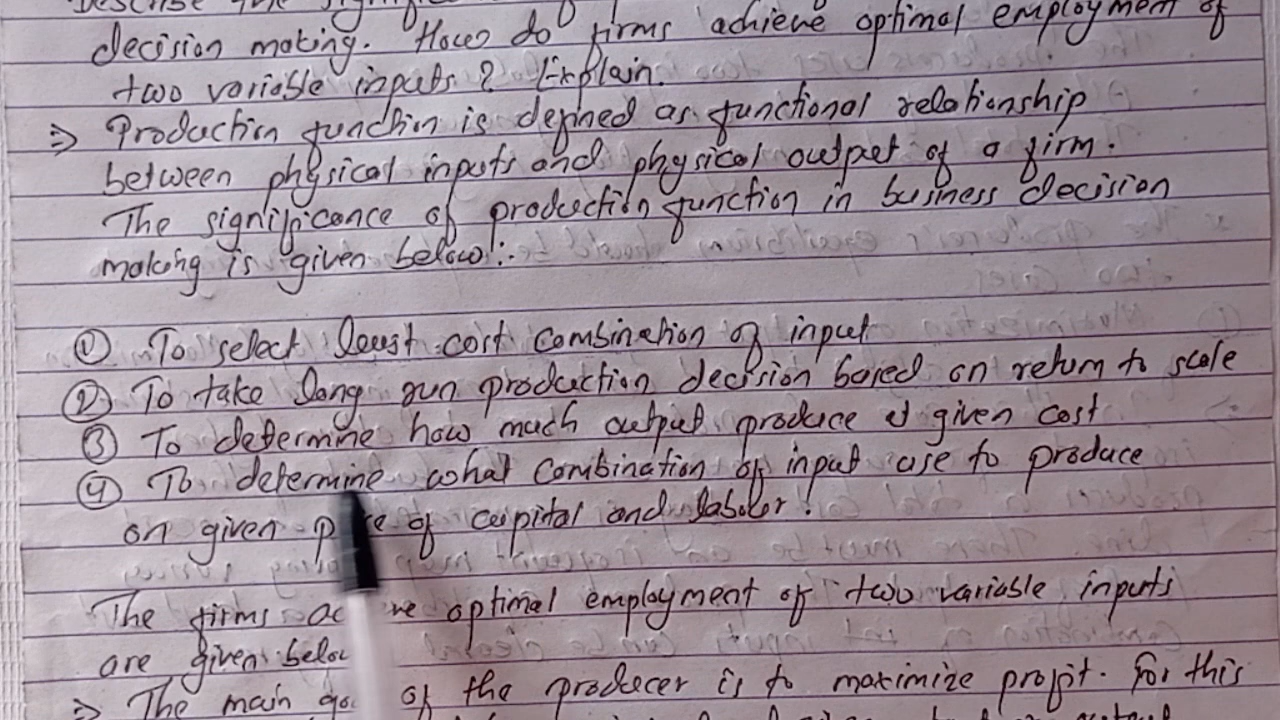 Describe the
decision making. How do firms achieve optimal employment of
two variable inputs? Explain.
⇒ Production function is defined as functional relationship
between physical inputs and physical output of a firm.
The significance of production function in business decision
making is given below:-
① To select least cost combination of input
② To take long run production decision based on return to scale
③ To determine how much output produce at given cost
④ To determine what combination of input use to produce
on given of capital and labour.
The firms optimal employment of two variable inputs
are given below
⇒ The main of the producer is to maximize profit. For this